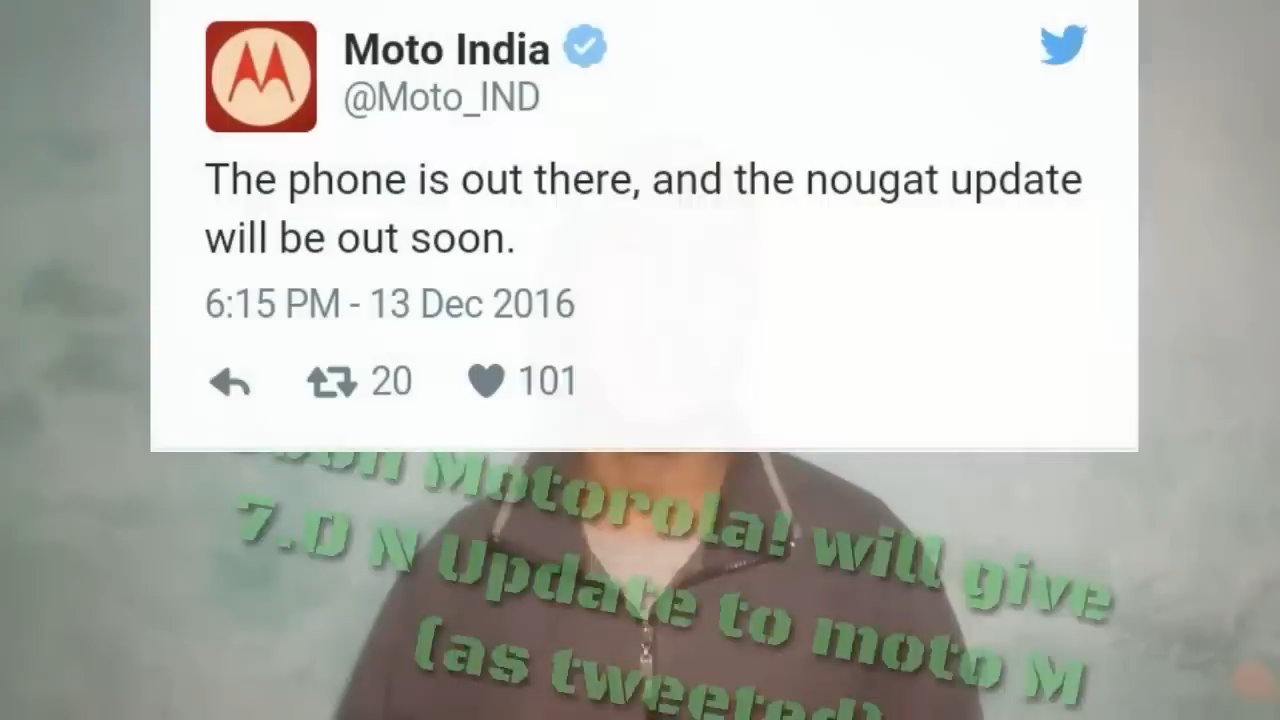 Moto India
@Moto_IND
The phone is out there, and the nougat update
will be out soon.
6:15 PM - 13 Dec 2016
20 101
Motorola! will give
7.0 N Update to moto M
(as tweeted)